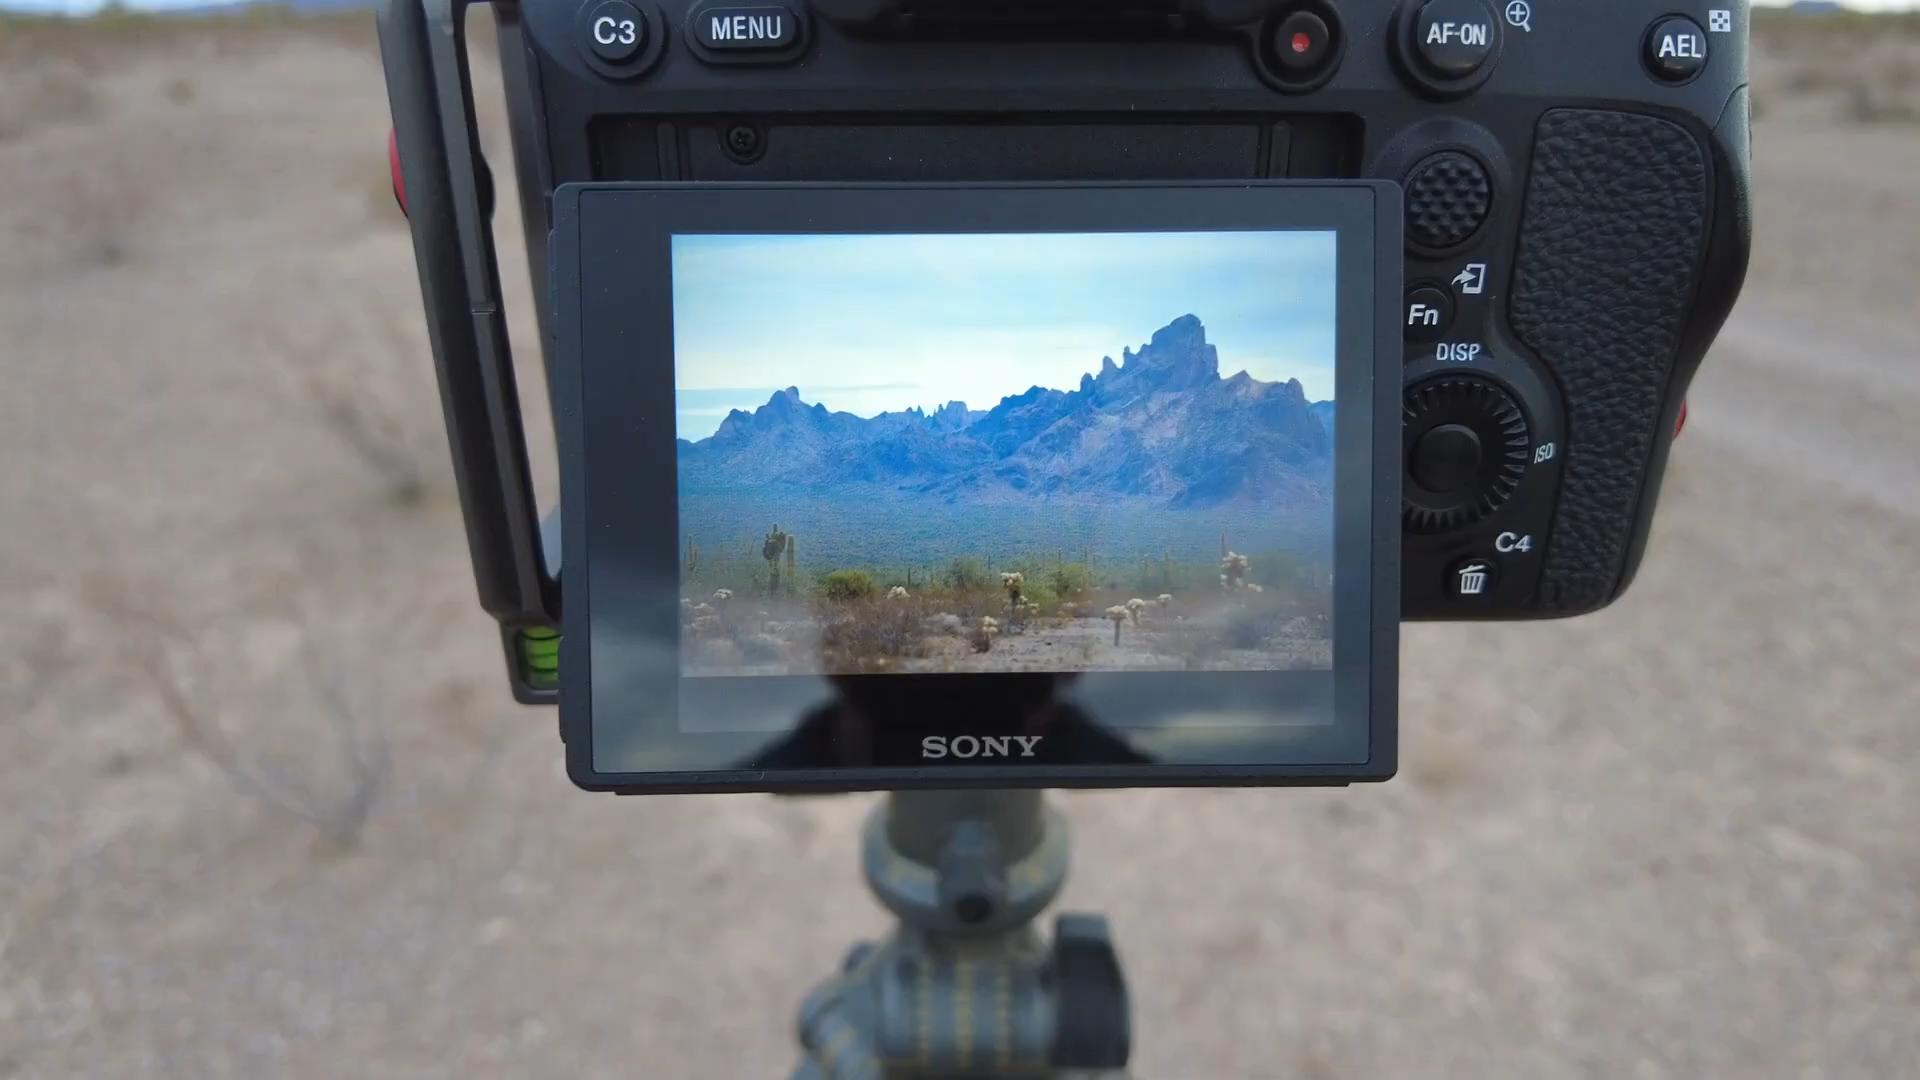 C3
MENU
AF-ON
AEL
Fn
DISP
ISO
C4
SONY